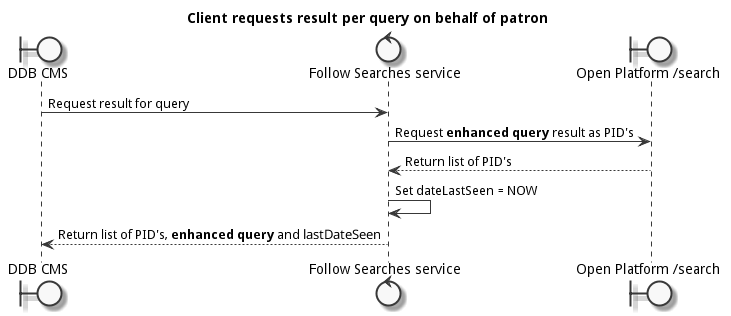 Client requests result per query on behalf of patron
DDB CMS
Follow Searches service
Open Platform /search
Request result for query
Request enhanced query result as PID's
Return list of PID's
Set dateLastSeen = NOW
Return list of PID's, enhanced query and lastDateSeen
DDB CMS
Follow Searches service
Open Platform /search